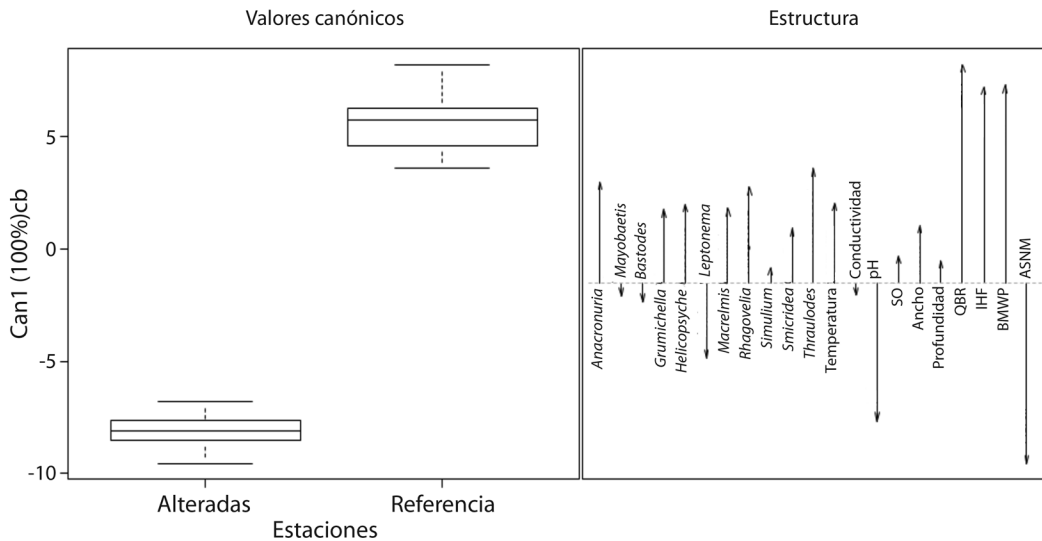 Valores canónicos
Estructura
Can1 (100%)cb
5
0
-5
-10
Alteradas
Referencia
Estaciones
Anacronuria
Mayobaetis
Bastodes
Grumichella
Helicopsyche
Leptonema
Macrelmis
Rhagovelia
Simulium
Smicridea
Thraulodes
Temperatura
Conductividad
pH
SO
Ancho
Profundidad
QBR
IHF
BMWP
ASNM